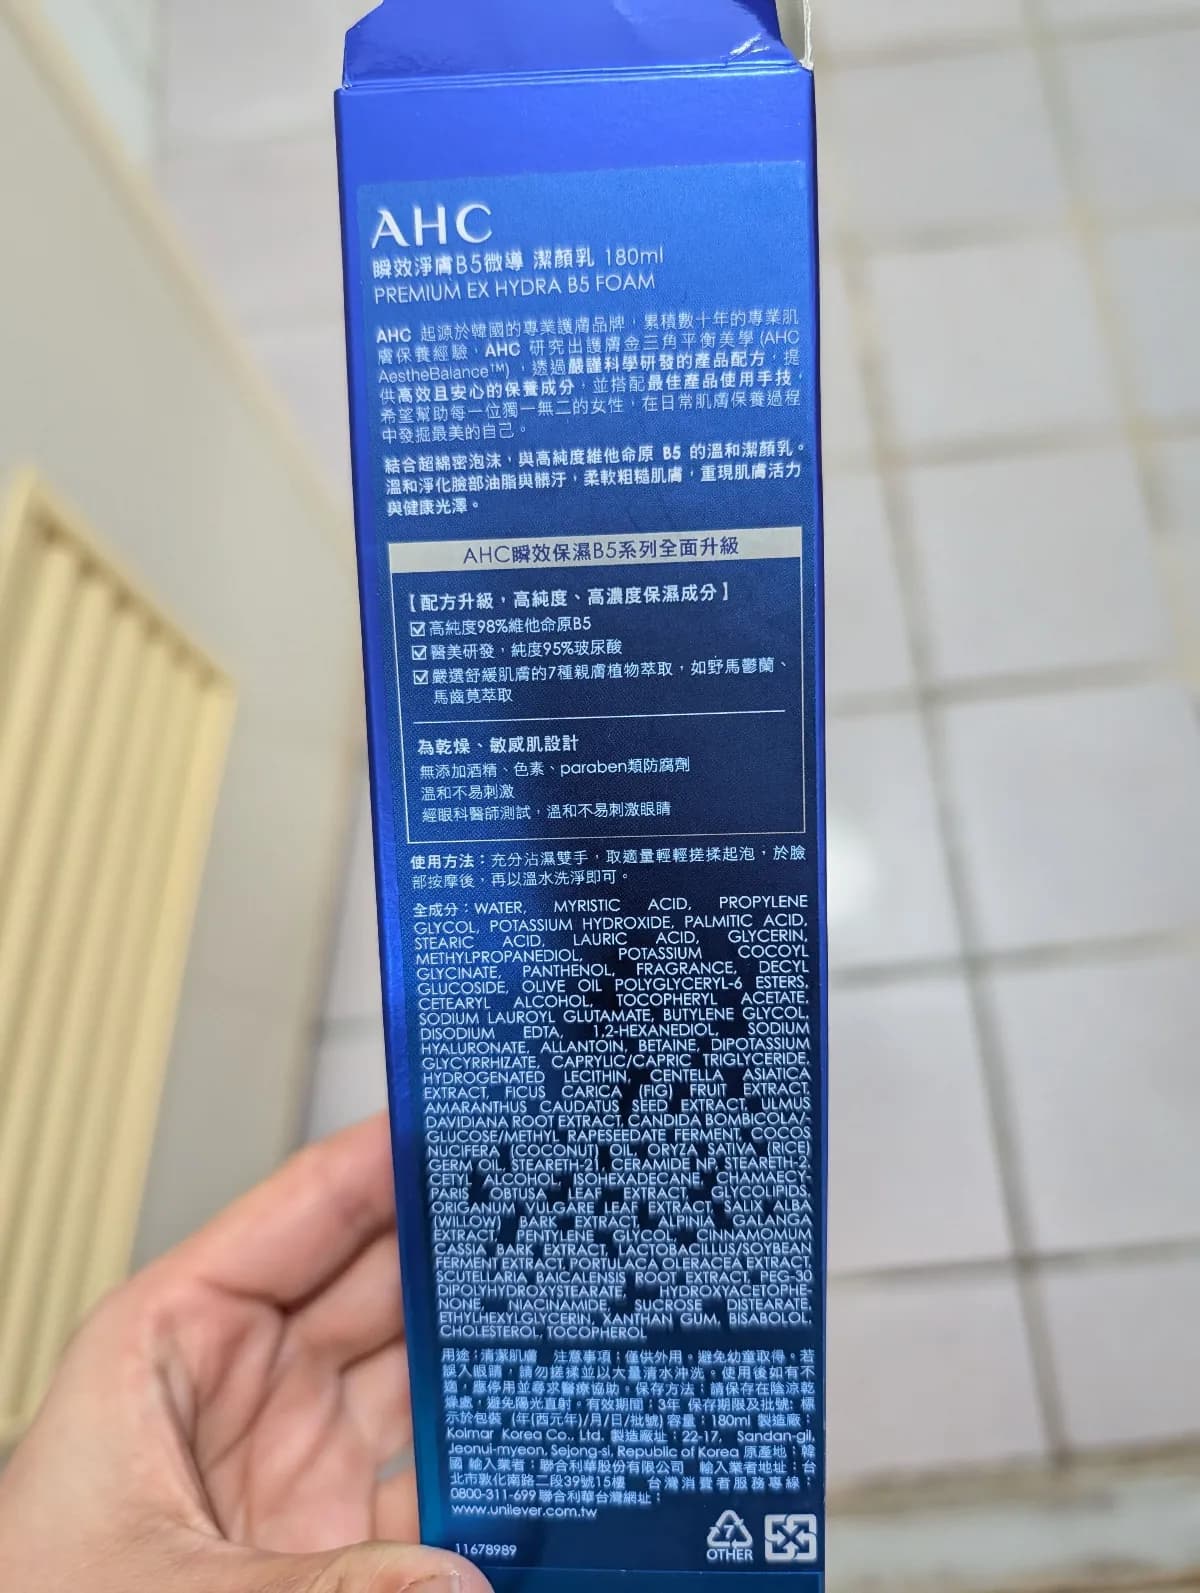 AHC
瞬效淨膚B5微導 潔顏乳 180ml
PREMIUM EX HYDRA B5 FOAM
AHC 起源於韓國的專業護膚品牌，累積數十年的專業肌
膚保養經驗，AHC 研究出護膚金三角平衡美學(AHC
AestheBalance™)，透過嚴謹科學研發的產品配方，提
供高效且安心的保養成分，並搭配最佳產品使用手技，
希望幫助每一位獨一無二的女性，在日常肌膚保養過程
中發掘最美的自己。
結合超綿密泡沫，與高純度維他命原 B5 的溫和潔顏乳。
溫和淨化臉部油脂與髒汙，柔軟粗糙肌膚，重現肌膚活力
與健康光澤。
AHC瞬效保濕B5系列全面升級
【配方升級，高純度、高濃度保濕成分】
☑高純度98%維他命原B5
☑醫美研發，純度95%玻尿酸
☑嚴選舒緩肌膚的7種親膚植物萃取，如野馬鬱蘭、
馬齒莧萃取
為乾燥、敏感肌設計
無添加酒精、色素、paraben類防腐劑
溫和不易刺激
經眼科醫師測試，溫和不易刺激眼睛
使用方法：充分沾濕雙手，取適量輕輕搓揉起泡，於臉
部按摩後，再以溫水洗淨即可。
全成分：WATER, MYRISTIC ACID, PROPYLENE
GLYCOL, POTASSIUM HYDROXIDE, PALMITIC ACID,
STEARIC ACID, LAURIC ACID, GLYCERIN,
METHYLPROPANEDIOL, POTASSIUM COCOYL
GLYCINATE, PANTHENOL, FRAGRANCE, DECYL
GLUCOSIDE, OLIVE OIL POLYGLYCERYL-6 ESTERS,
CETEARYL ALCOHOL, TOCOPHERYL ACETATE,
SODIUM LAUROYL GLUTAMATE, BUTYLENE GLYCOL,
DISODIUM EDTA, 1,2-HEXANEDIOL, SODIUM
HYALURONATE, ALLANTOIN, BETAINE, DIPOTASSIUM
GLYCYRRHIZATE, CAPRYLIC/CAPRIC TRIGLYCERIDE,
HYDROGENATED LECITHIN, CENTELLA ASIATICA
EXTRACT, FICUS CARICA (FIG) FRUIT EXTRACT,
AMARANTHUS CAUDATUS SEED EXTRACT, ULMUS
DAVIDIANA ROOT EXTRACT, CANDIDA BOMBICOLA/-
GLUCOSE/METHYL RAPESEEDATE FERMENT, COCOS
NUCIFERA (COCONUT) OIL, ORYZA SATIVA (RICE)
GERM OIL, STEARETH-21, CERAMIDE NP, STEARETH-2,
CETYL ALCOHOL, ISOHEXADECANE, CHAMAECY-
PARIS OBTUSA LEAF EXTRACT, GLYCOLIPIDS,
ORIGANUM VULGARE LEAF EXTRACT, SALIX ALBA
(WILLOW) BARK EXTRACT, ALPINIA GALANGA
EXTRACT, PENTYLENE GLYCOL, CINNAMOMUM
CASSIA BARK EXTRACT, LACTOBACILLUS/SOYBEAN
FERMENT EXTRACT, PORTULACA OLERACEA EXTRACT,
SCUTELLARIA BAICALENSIS ROOT EXTRACT, PEG-30
DIPOLYHYDROXYSTEARATE, HYDROXYACETOPHE-
NONE, NIACINAMIDE, SUCROSE DISTEARATE,
ETHYLHEXYLGLYCERIN, XANTHAN GUM, BISABOLOL,
CHOLESTEROL, TOCOPHEROL
用途：清潔肌膚 注意事項：僅供外用。避免幼童取得。若
誤入眼睛，請勿搓揉並以大量清水沖洗。使用後如有不
適，應停用並尋求醫療協助。保存方法：請保存在陰涼乾
燥處，避免陽光直射。有效期間：3年 保存期限及批號：標
示於包裝 (年(西元年)/月/日/批號) 容量：180ml 製造廠：
Kolmar Korea Co., Ltd. 製造廠址：22-17, Sandan-gil,
Jeonui-myeon, Sejong-si, Republic of Korea 原產地：韓
國 輸入業者：聯合利華股份有限公司 輸入業者地址：台
北市敦化南路二段39號15樓 台灣消費者服務專線：
0800-311-699 聯合利華台灣網址：
www.unilever.com.tw
11678989
7
OTHER